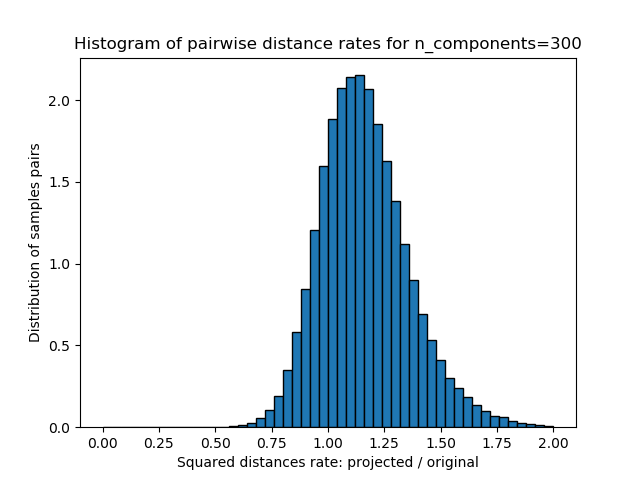 Histogram of pairwise distance rates for n_components=300
2.0
1.5
1.0
0.5
0.0
Distribution of samples pairs
0.00 0.25 0.50 0.75 1.00 1.25 1.50 1.75 2.00
Squared distances rate: projected / original